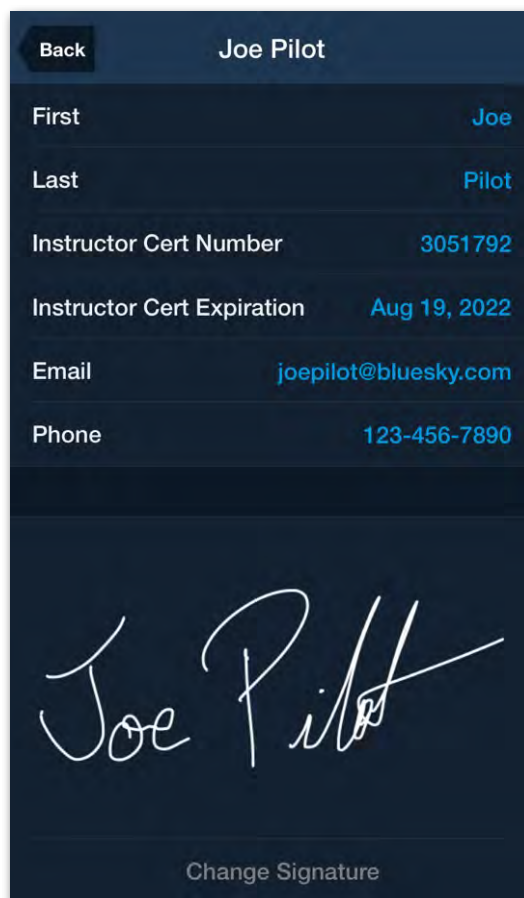 Back Joe Pilot
First Joe
Last Pilot
Instructor Cert Number 3051792
Instructor Cert Expiration Aug 19, 2022
Email joepilot@bluesky.com
Phone 123-456-7890
Joe Pilot
Change Signature